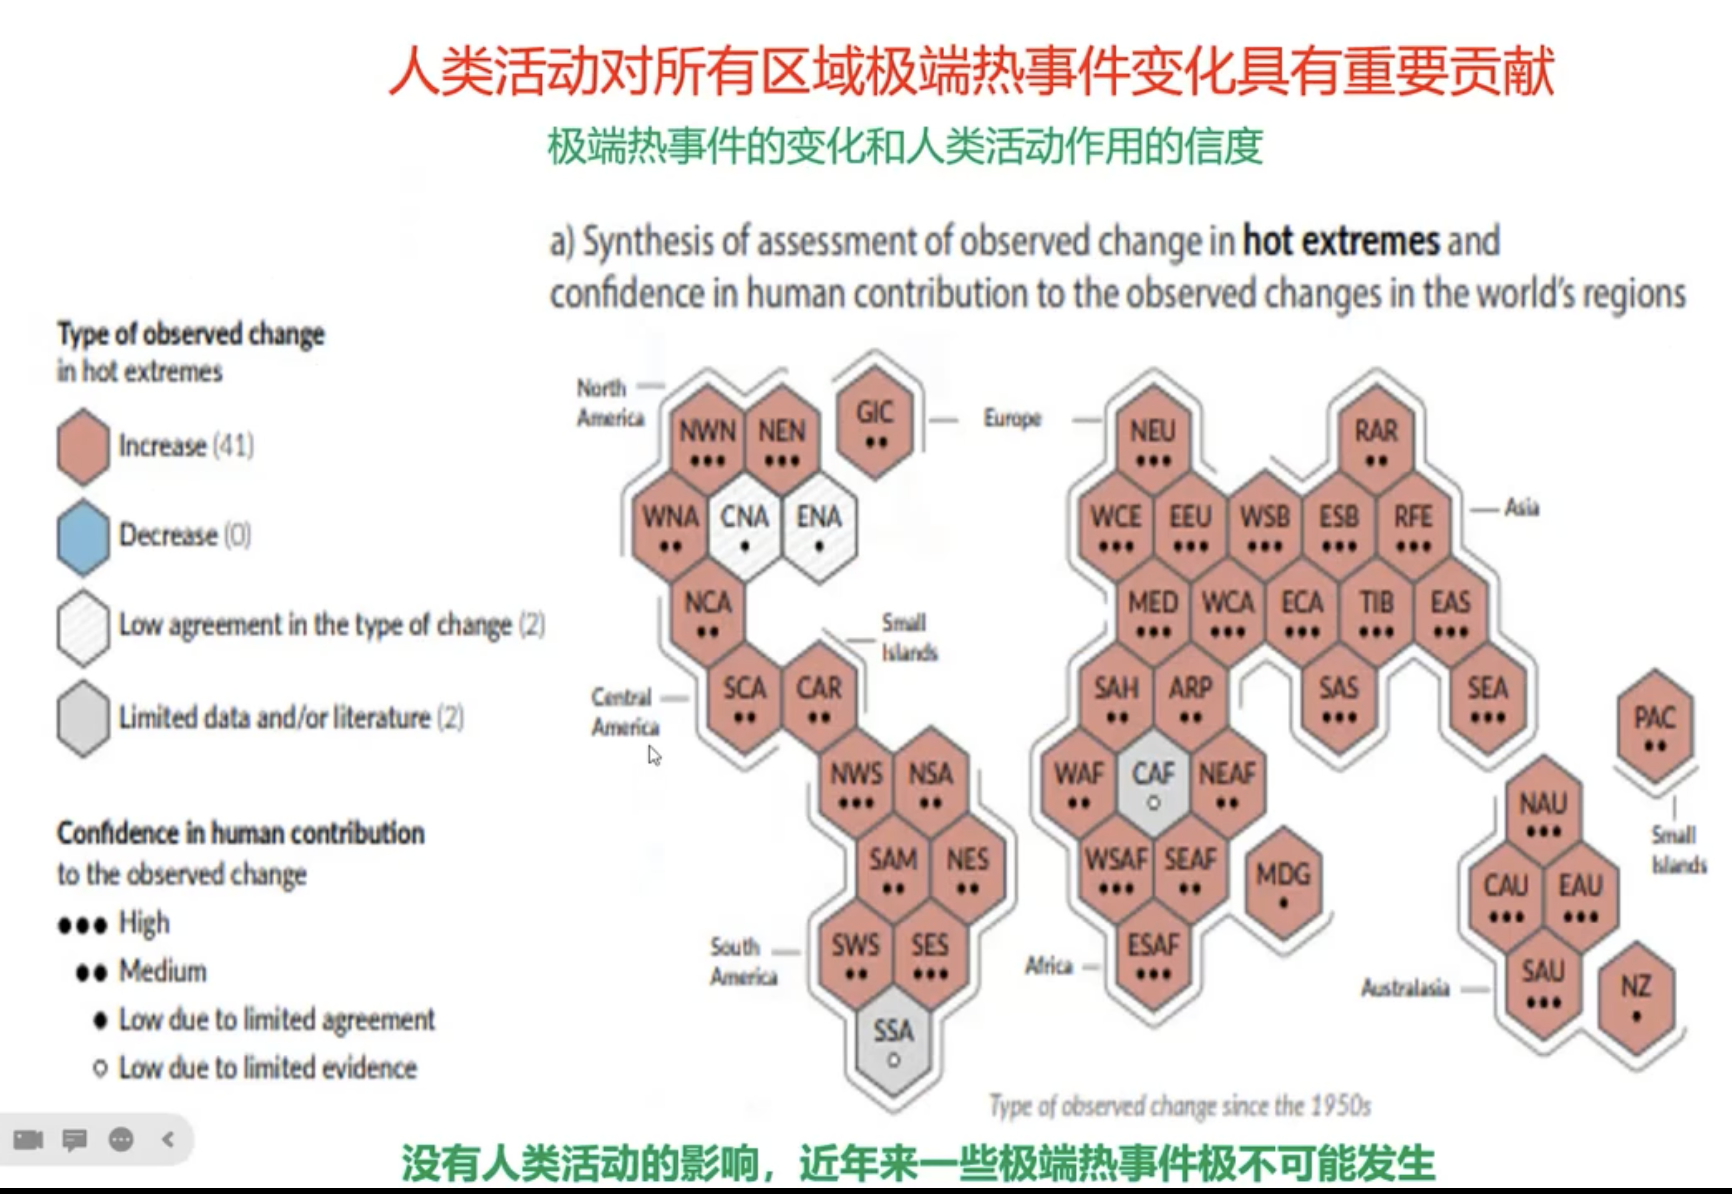 人类活动对所有区域极端热事件变化具有重要贡献
极端热事件的变化和人类活动作用的信度
a) Synthesis of assessment of observed change in hot extremes and
confidence in human contribution to the observed changes in the world's regions
Type of observed change
in hot extremes
Increase (41)
Decrease (0)
Low agreement in the type of change (2)
Limited data and/or literature (2)
Confidence in human contribution
to the observed change
●●● High
●● Medium
● Low due to limited agreement
○ Low due to limited evidence
North
America
NWN
NEN
GIC
WNA
CNA
ENA
NCA
Small
Islands
Central
America
SCA
CAR
NWS
NSA
SAM
NES
South
America
SWS
SES
SSA
Europe
NEU
RAR
Asia
WCE
EEU
WSB
ESB
RFE
MED
WCA
ECA
TIB
EAS
SAH
ARP
SAS
SEA
WAF
CAF
NEAF
WSAF
SEAF
MDG
Africa
ESAF
PAC
Small
Islands
NAU
CAU
EAU
Australasia
SAU
NZ
Type of observed change since the 1950s
没有人类活动的影响，近年来一些极端热事件极不可能发生